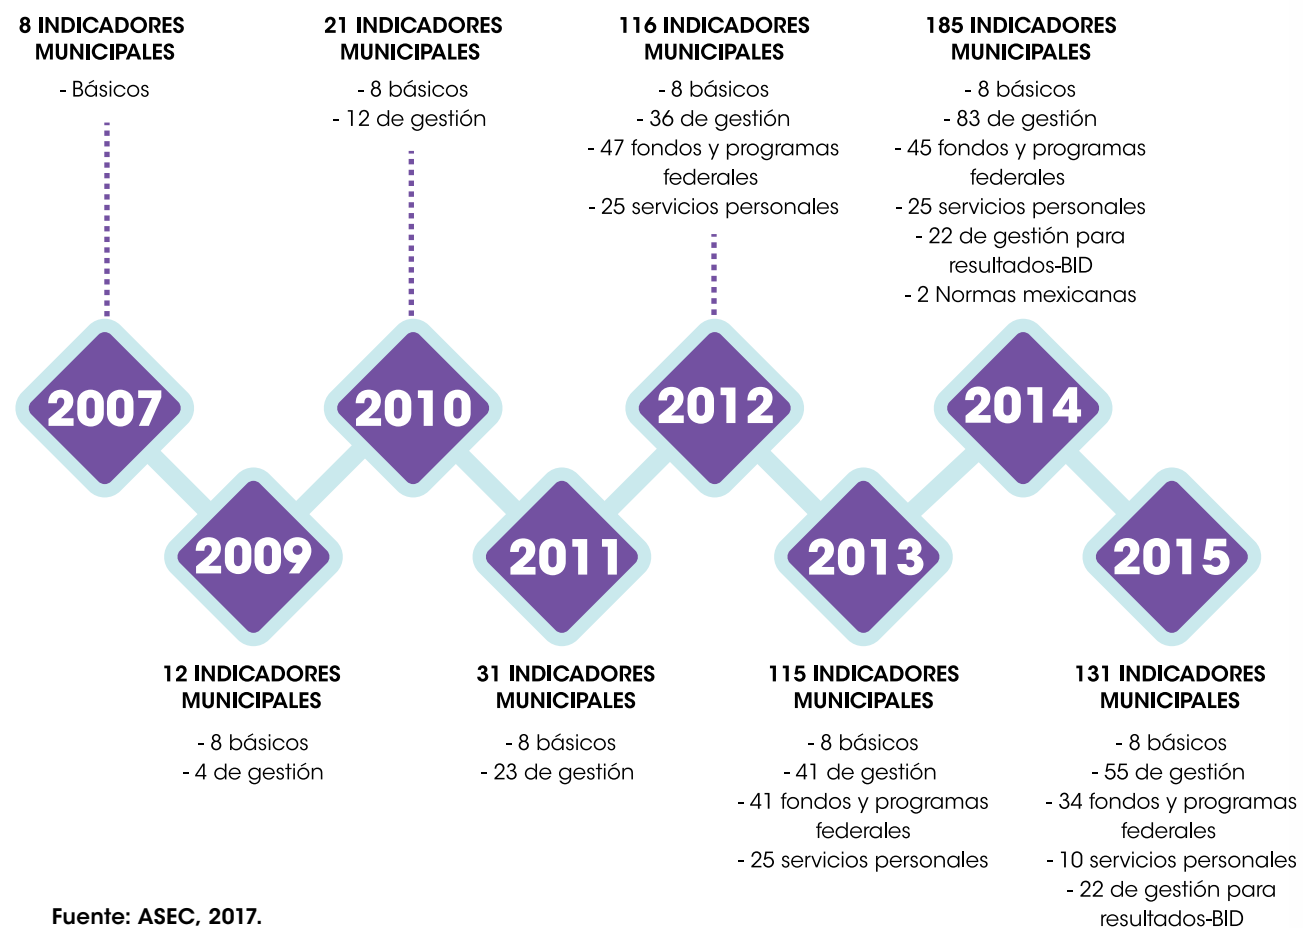 8 INDICADORES
MUNICIPALES
- Básicos
21 INDICADORES
MUNICIPALES
- 8 básicos
- 12 de gestión
116 INDICADORES
MUNICIPALES
- 8 básicos
- 36 de gestión
- 47 fondos y programas
federales
- 25 servicios personales
185 INDICADORES
MUNICIPALES
- 8 básicos
- 83 de gestión
- 45 fondos y programas
federales
- 25 servicios personales
- 22 de gestión para
resultados-BID
- 2 Normas mexicanas
2007
2010
2012
2014
2009
2011
2013
2015
12 INDICADORES
MUNICIPALES
- 8 básicos
- 4 de gestión
31 INDICADORES
MUNICIPALES
- 8 básicos
- 23 de gestión
115 INDICADORES
MUNICIPALES
- 8 básicos
- 41 de gestión
- 41 fondos y programas
federales
- 25 servicios personales
131 INDICADORES
MUNICIPALES
- 8 básicos
- 55 de gestión
- 34 fondos y programas
federales
- 10 servicios personales
- 22 de gestión para
resultados-BID
Fuente: ASEC, 2017.